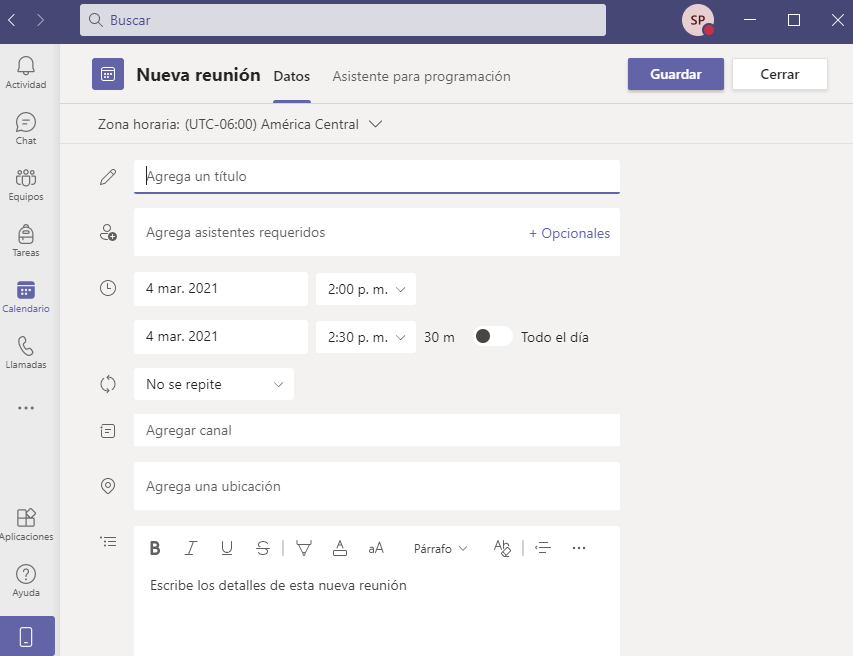 Buscar
SP
Actividad
Chat
Equipos
Tareas
Calendario
Llamadas
Aplicaciones
Ayuda
Nueva reunión Datos Asistente para programación Guardar Cerrar
Zona horaria: (UTC-06:00) América Central
Agrega un título
Agrega asistentes requeridos + Opcionales
4 mar. 2021 2:00 p. m.
4 mar. 2021 2:30 p. m. 30 m Todo el día
No se repite
Agregar canal
Agrega una ubicación
B I U S A aA Párrafo Ab
Escribe los detalles de esta nueva reunión